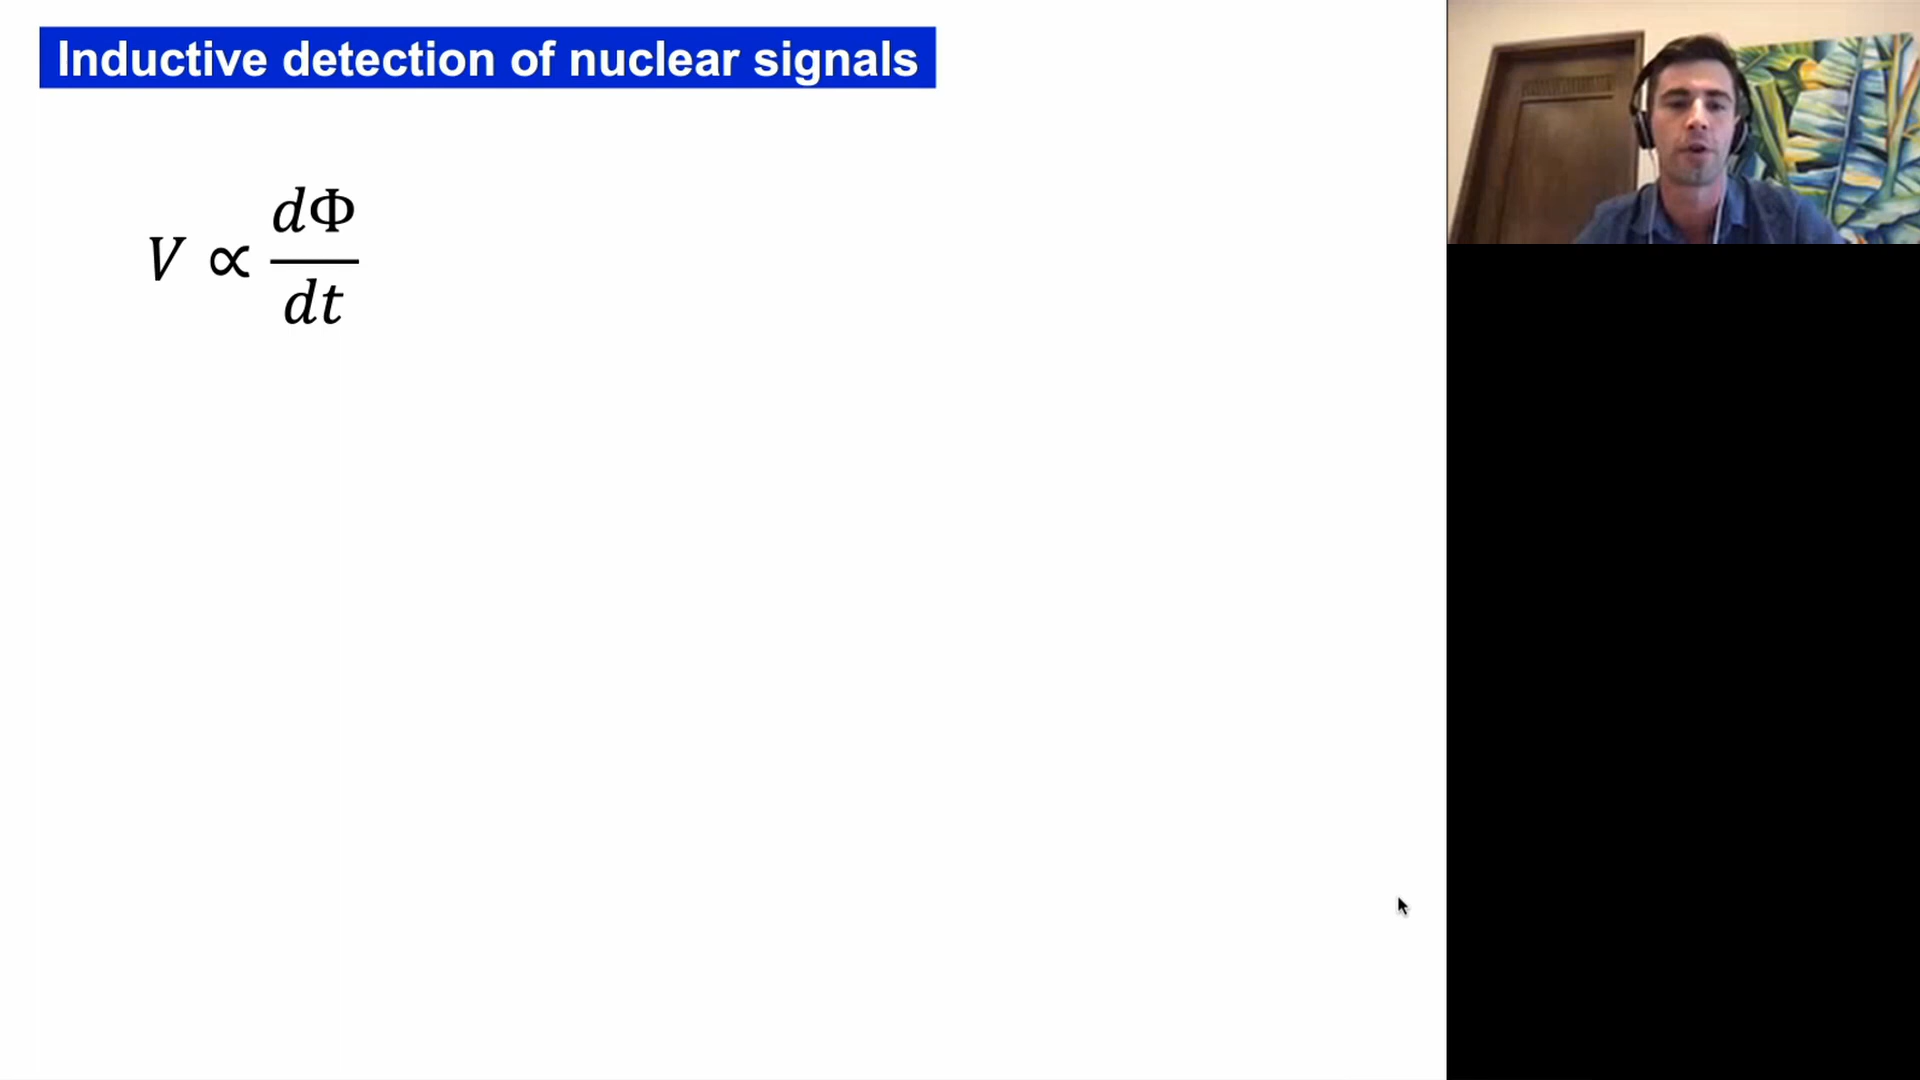 Inductive detection of nuclear signals
V ∝ dΦ/dt